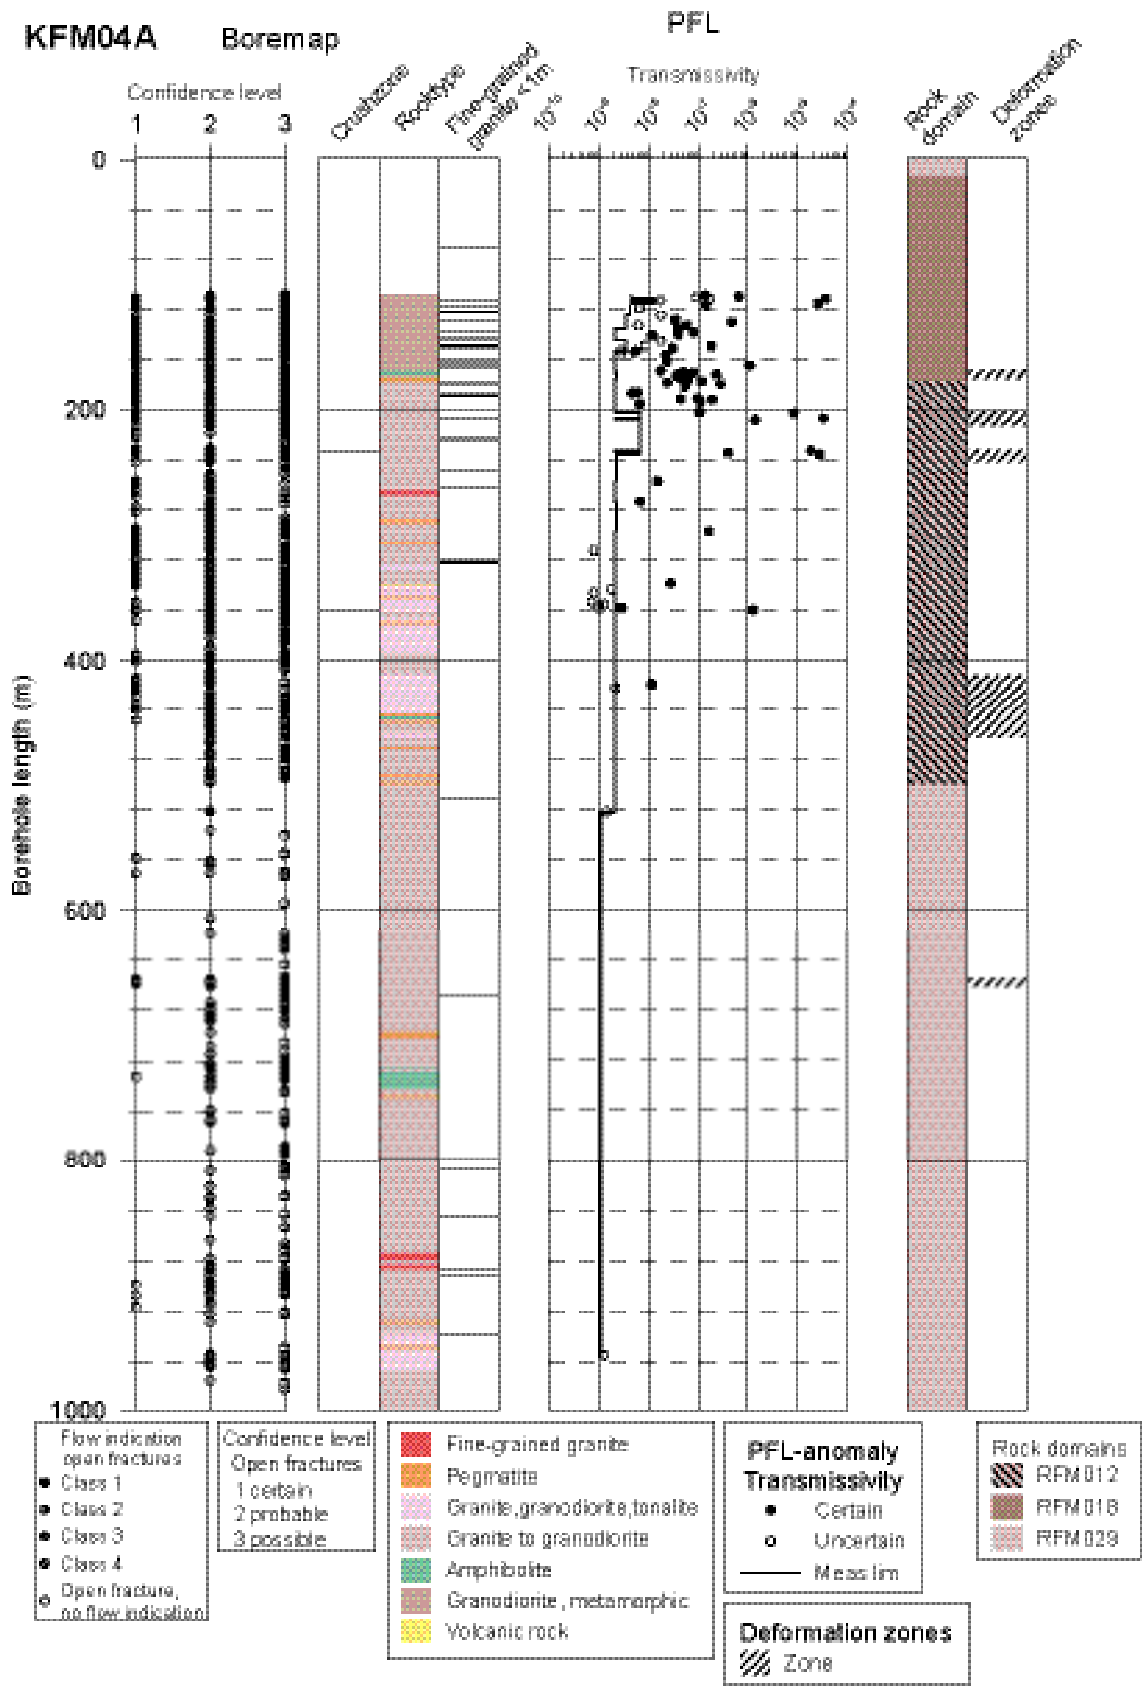 KFM04A Boremap PFL
Confidence level
1 2 3
Crushzone
Rocktype
Fine-grained
granite <1m
Transmissivity
Rock
domain
Deformation
zones
Borehole length (m)
0
200
400
600
800
1000
Flow indication
open fractures
Class 1
Class 2
Class 3
Class 4
Open fracture,
no flow indication
Confidence level
Open fractures
1 certain
2 probable
3 possible
Fine-grained granite
Pegmatite
Granite,granodiorite,tonalite
Granite to granodiorite
Amphibolite
Granodiorite, metamorphic
Volcanic rock
PFL-anomaly
Transmissivity
Certain
Uncertain
Meas lim
Deformation zones
Zone
Rock domains
RFM012
RFM018
RFM029